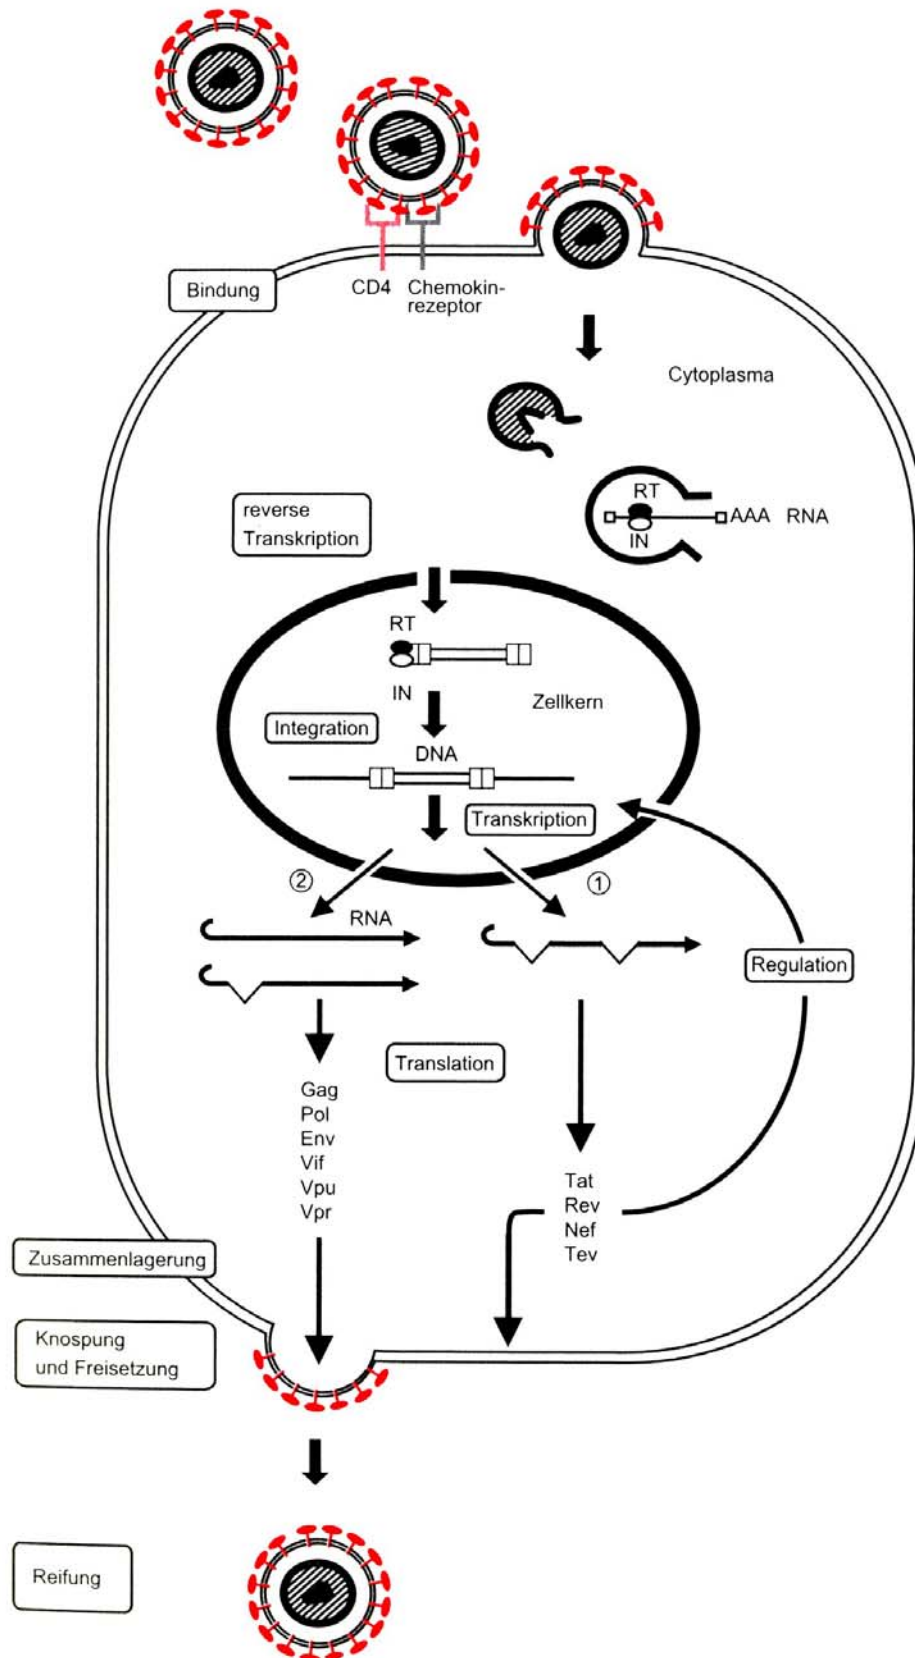 CD4
Chemokin-
rezeptor
Bindung
Cytoplasma
reverse
Transkription
RT
AAA RNA
IN
RT
IN
Zellkern
Integration
DNA
Transkription
②
①
RNA
Regulation
Translation
Gag
Pol
Env
Vif
Vpu
Vpr
Tat
Rev
Nef
Tev
Zusammenlagerung
Knospung
und Freisetzung
Reifung